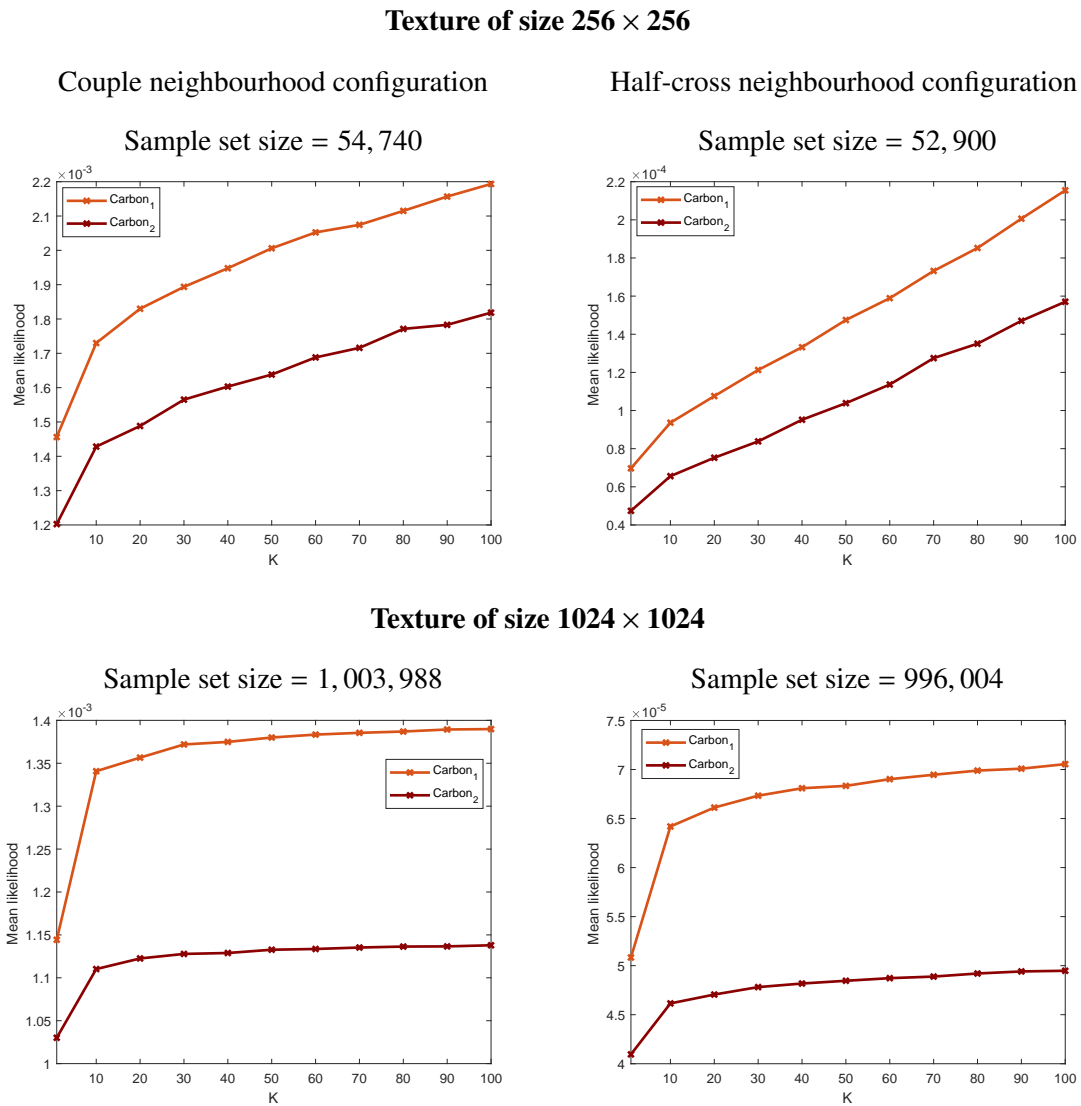 Texture of size 256 × 256
Couple neighbourhood configuration
Half-cross neighbourhood configuration
Sample set size = 54, 740
Sample set size = 52, 900
×10⁻³
2.2
2.1
2
1.9
1.8
1.7
1.6
1.5
1.4
1.3
1.2
Mean likelihood
Carbon₁
Carbon₂
10 20 30 40 50 60 70 80 90 100
K
×10⁻⁴
2.2
2
1.8
1.6
1.4
1.2
1
0.8
0.6
0.4
Mean likelihood
Carbon₁
Carbon₂
10 20 30 40 50 60 70 80 90 100
K
Texture of size 1024 × 1024
Sample set size = 1, 003, 988
Sample set size = 996, 004
×10⁻³
1.4
1.35
1.3
1.25
1.2
1.15
1.1
1.05
1
Mean likelihood
Carbon₁
Carbon₂
10 20 30 40 50 60 70 80 90 100
K
×10⁻⁵
7.5
7
6.5
6
5.5
5
4.5
4
Mean likelihood
Carbon₁
Carbon₂
10 20 30 40 50 60 70 80 90 100
K